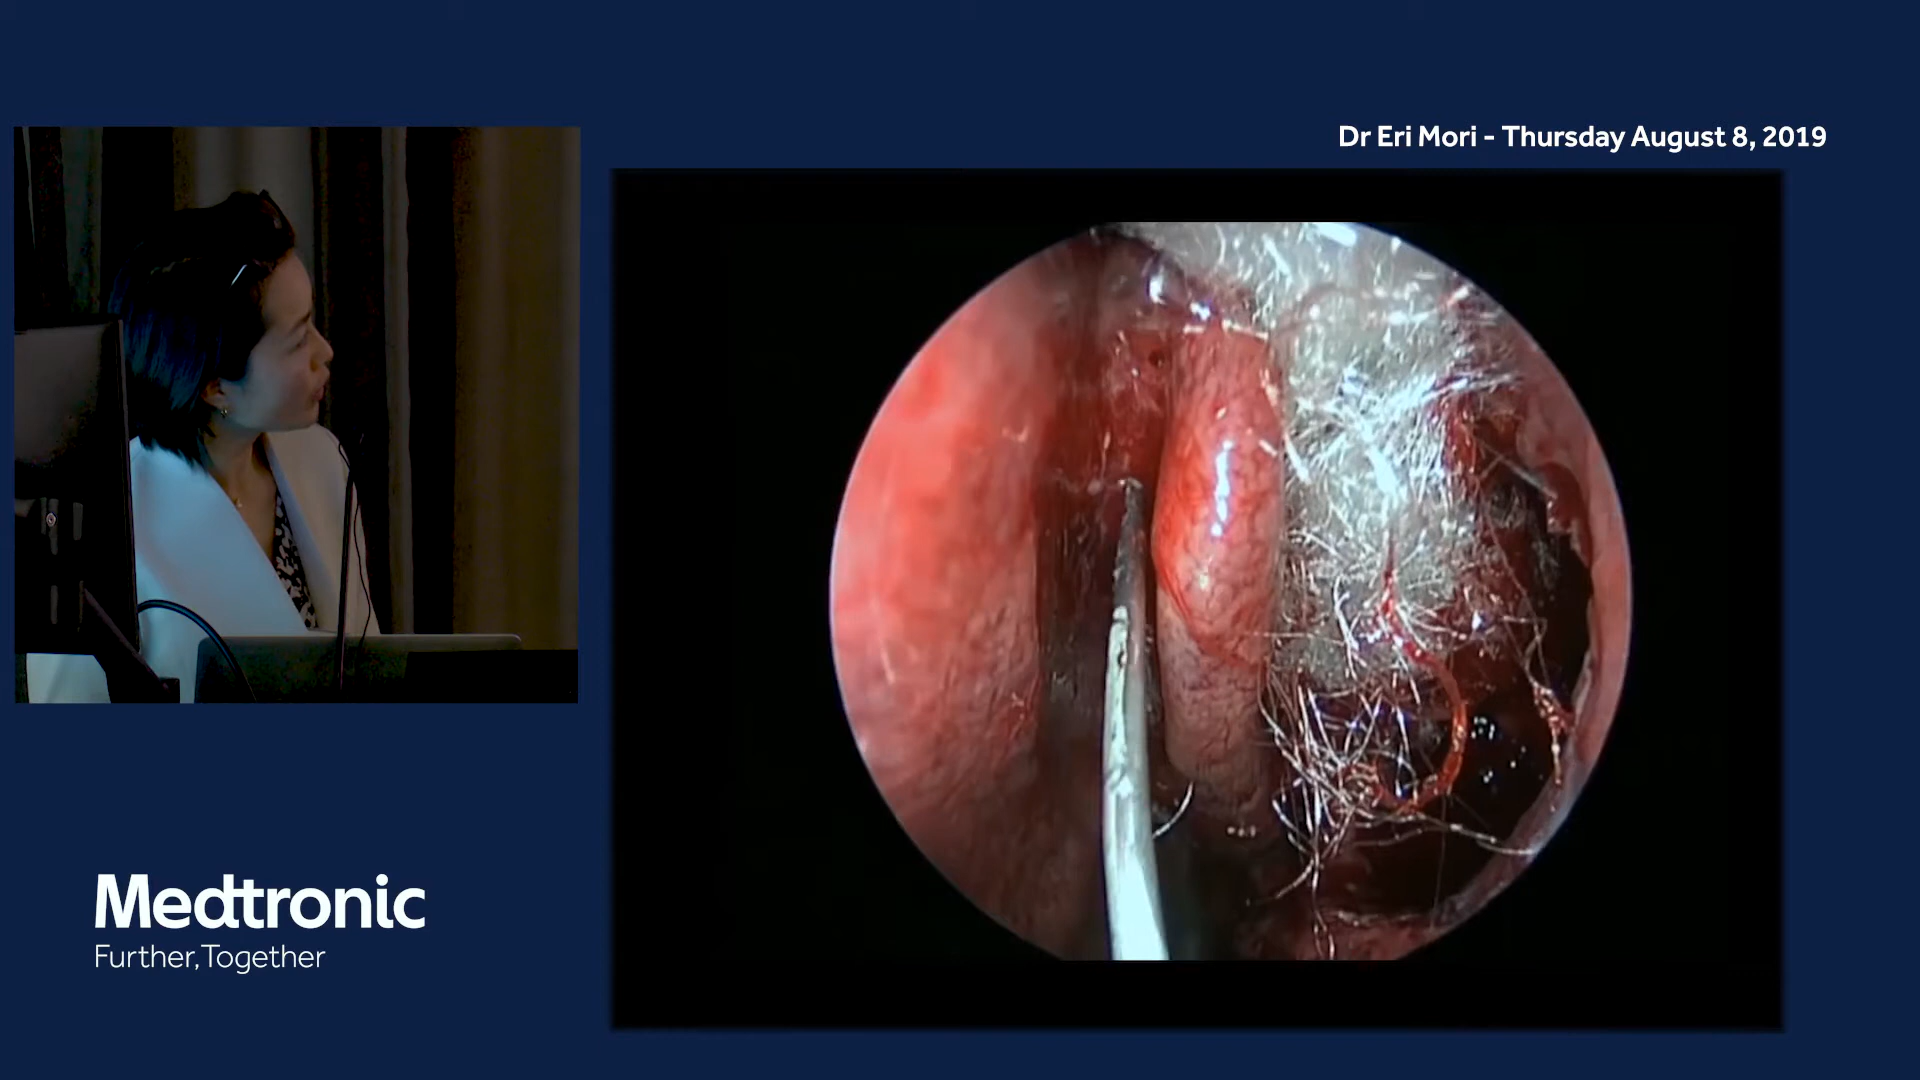 Dr Eri Mori - Thursday August 8, 2019
Medtronic
Further, Together